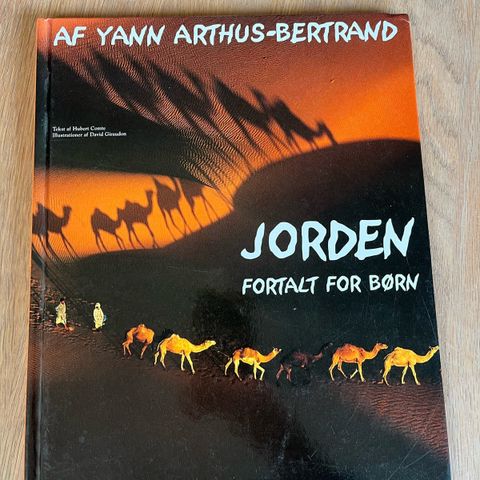 AF YANN ARTHUS-BERTRAND
Tekst af Hubert Comte
Illustrationer af David Giraudon
JORDEN
FORTALT FOR BØRN